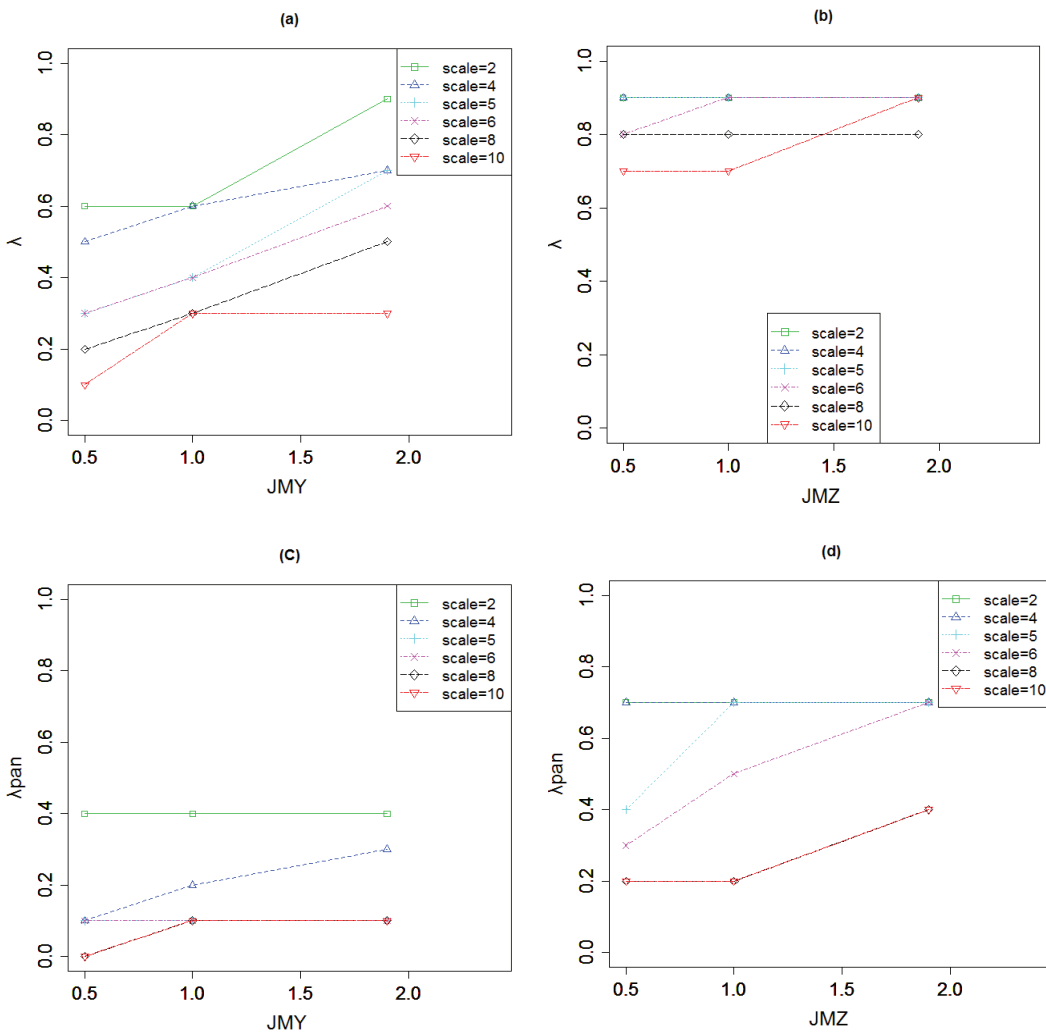 (a)
1.0
0.8
0.6
0.4
0.2
0.0
λ
0.5
1.0
1.5
2.0
JMY
scale=2
scale=4
scale=5
scale=6
scale=8
scale=10
(b)
1.0
0.8
0.6
0.4
0.2
0.0
λ
0.5
1.0
1.5
2.0
JMZ
scale=2
scale=4
scale=5
scale=6
scale=8
scale=10
(C)
1.0
0.8
0.6
0.4
0.2
0.0
λpan
0.5
1.0
1.5
2.0
JMY
scale=2
scale=4
scale=5
scale=6
scale=8
scale=10
(d)
1.0
0.8
0.6
0.4
0.2
0.0
λpan
0.5
1.0
1.5
2.0
JMZ
scale=2
scale=4
scale=5
scale=6
scale=8
scale=10